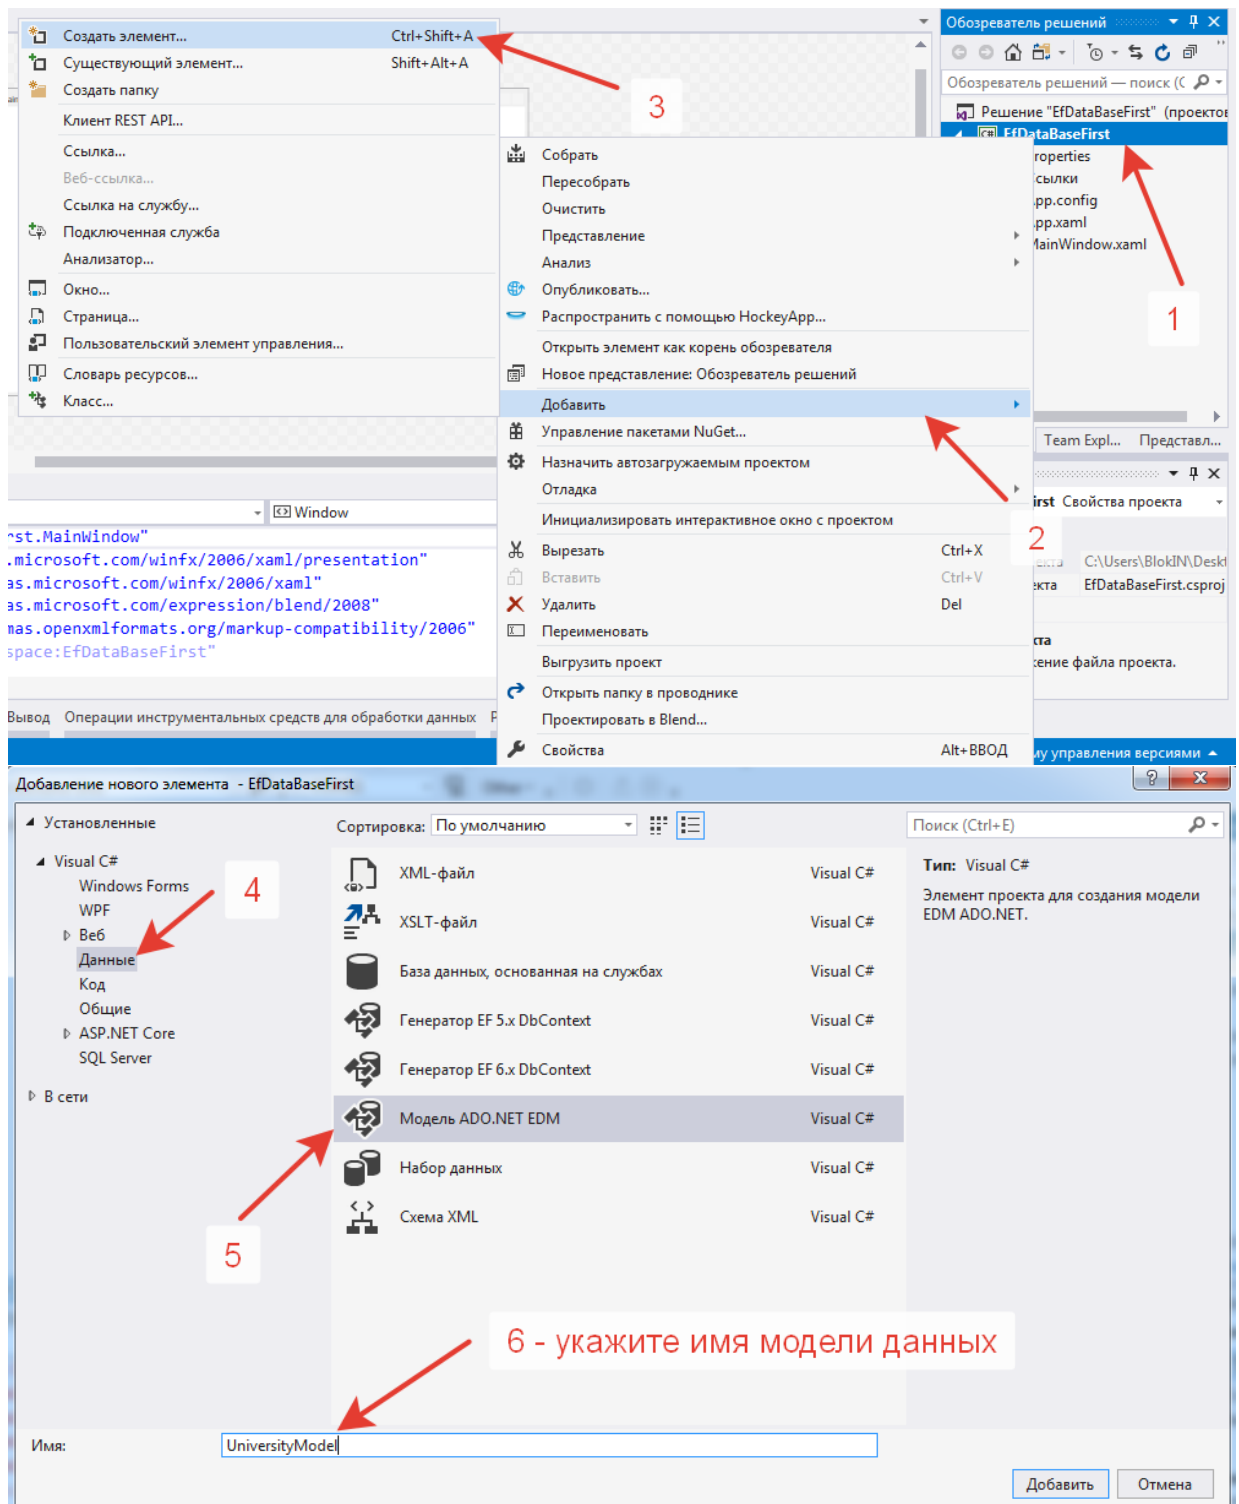 Создать элемент... Ctrl+Shift+A
Существующий элемент... Shift+Alt+A
Создать папку
Клиент REST API...
Ссылка...
Веб-ссылка...
Ссылка на службу...
Подключенная служба
Анализатор...
Окно...
Страница...
Пользовательский элемент управления...
Словарь ресурсов...
Класс...
3
Обозреватель решений
Обозреватель решений — поиск (C
Решение "EfDataBaseFirst" (проектов
C# EfDataBaseFirst
roperties
сылки
pp.config
pp.xaml
MainWindow.xaml
1
Собрать
Пересобрать
Очистить
Представление
Анализ
Опубликовать...
Распространить с помощью HockeyApp...
Открыть элемент как корень обозревателя
Новое представление: Обозреватель решений
Добавить
Управление пакетами NuGet...
Назначить автозагружаемым проектом
Отладка
Инициализировать интерактивное окно с проектом
Вырезать Ctrl+X
Вставить Ctrl+V
Удалить Del
Переименовать
Выгрузить проект
Открыть папку в проводнике
Проектировать в Blend...
Свойства Alt+ВВОД
2
Team Expl... Представл...
irst Свойства проекта
екта C:\Users\BlokIN\Deskt
екта EfDataBaseFirst.csproj
кта
ение файла проекта.
му управления версиями
Window
rst.MainWindow"
.microsoft.com/winfx/2006/xaml/presentation"
as.microsoft.com/winfx/2006/xaml"
as.microsoft.com/expression/blend/2008"
mas.openxmlformats.org/markup-compatibility/2006"
space:EfDataBaseFirst"
Вывод Операции инструментальных средств для обработки данных
Добавление нового элемента - EfDataBaseFirst
Установленные
Visual C#
Windows Forms
WPF
Веб
Данные
Код
Общие
ASP.NET Core
SQL Server
В сети
4
Сортировка: По умолчанию
XML-файл Visual C#
XSLT-файл Visual C#
База данных, основанная на службах Visual C#
Генератор EF 5.x DbContext Visual C#
Генератор EF 6.x DbContext Visual C#
Модель ADO.NET EDM Visual C#
Набор данных Visual C#
Схема XML Visual C#
5
Поиск (Ctrl+E)
Тип: Visual C#
Элемент проекта для создания модели
EDM ADO.NET.
6 - укажите имя модели данных
Имя: UniversityModel
Добавить Отмена